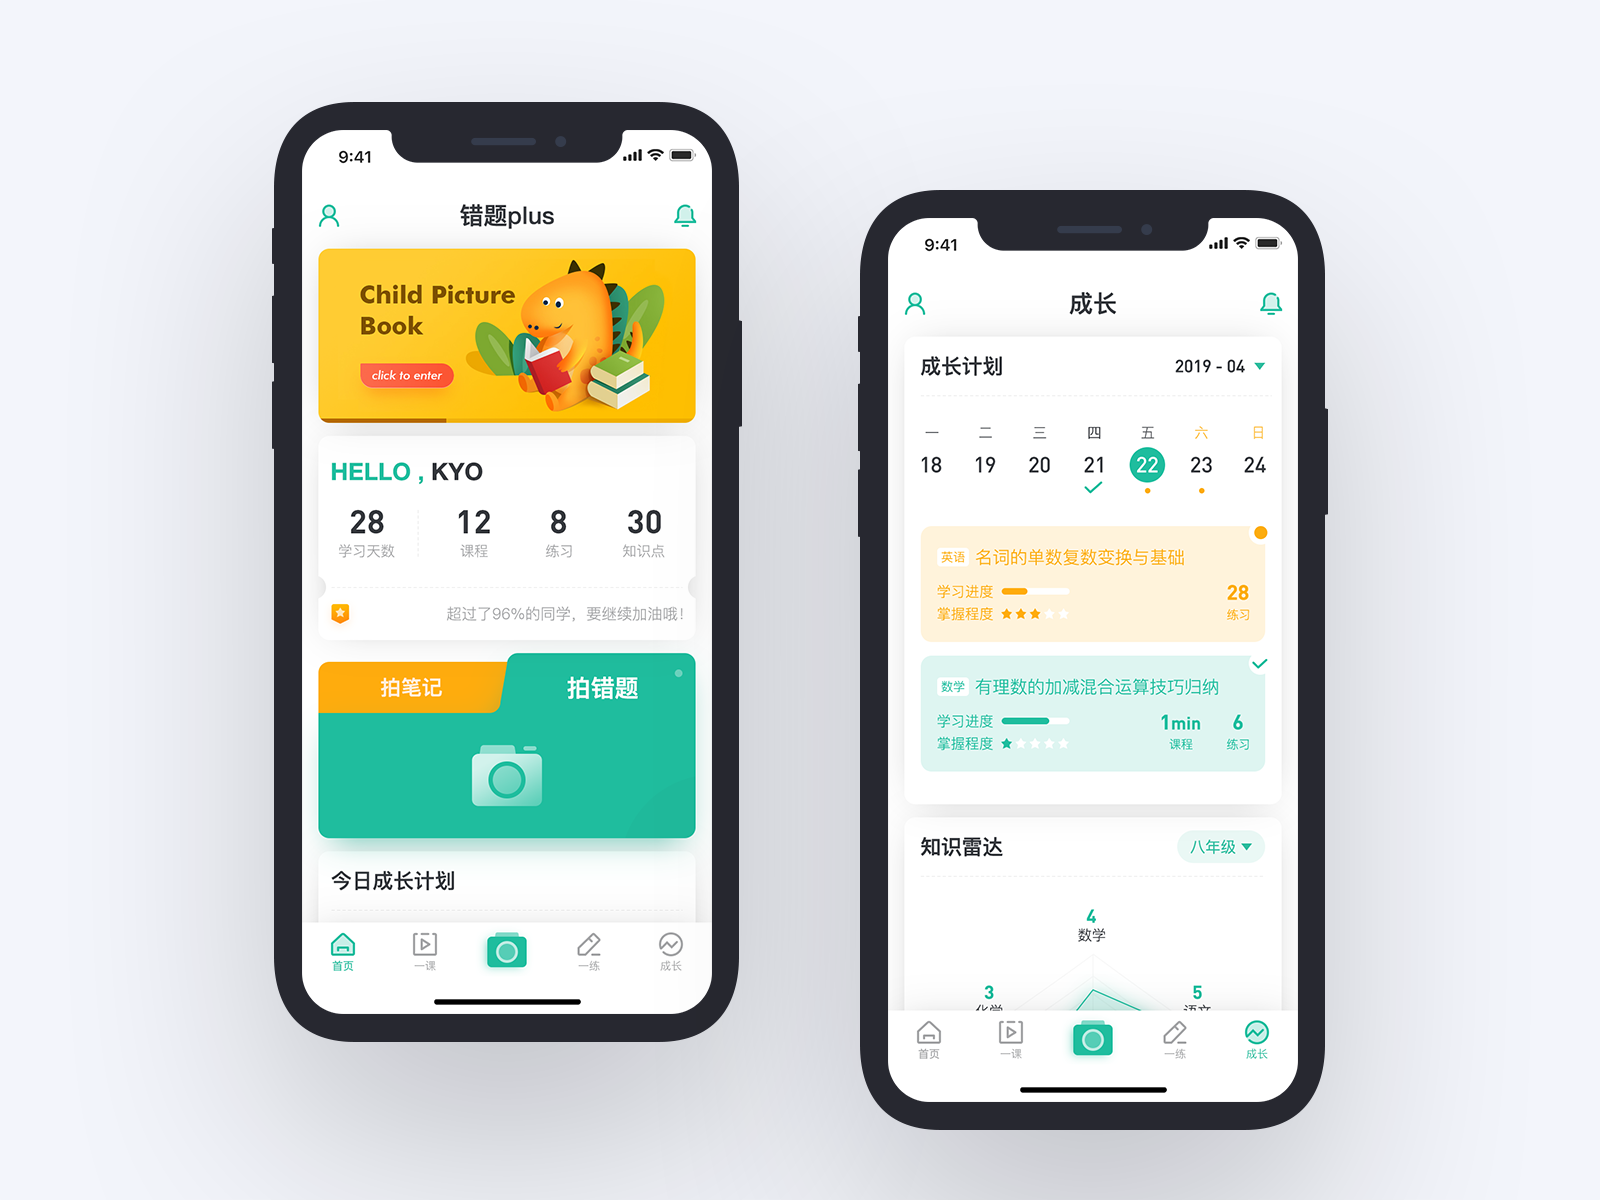 9:41
错题plus
Child Picture
Book
click to enter
HELLO , KYO
28 12 8 30
学习天数 课程 练习 知识点
超过了96%的同学，要继续加油哦！
拍笔记 拍错题
今日成长计划
首页 一课 一练 成长
9:41
成长
成长计划 2019 - 04
一 二 三 四 五 六 日
18 19 20 21 22 23 24
英语 名词的单数复数变换与基础
学习进度
掌握程度
28
练习
数学 有理数的加减混合运算技巧归纳
学习进度
掌握程度
1min 6
课程 练习
知识雷达 八年级
4
数学
3 5
化学 语文
首页 一课 一练 成长